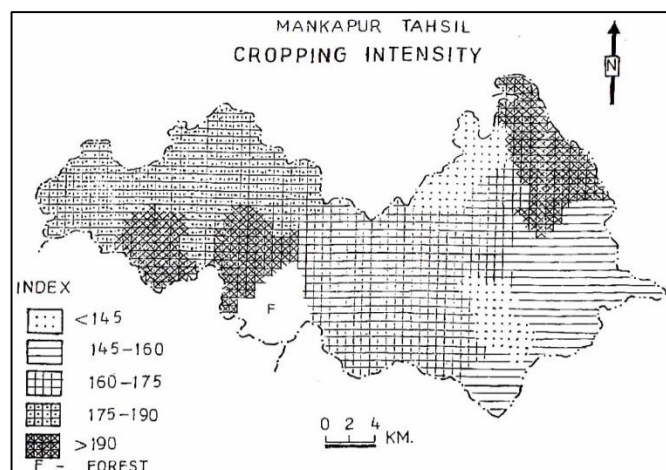 MANKAPUR TAHSIL
CROPPING INTENSITY
N
F
INDEX
<145
145-160
160-175
175-190
>190
F - FOREST
0 2 4
KM.